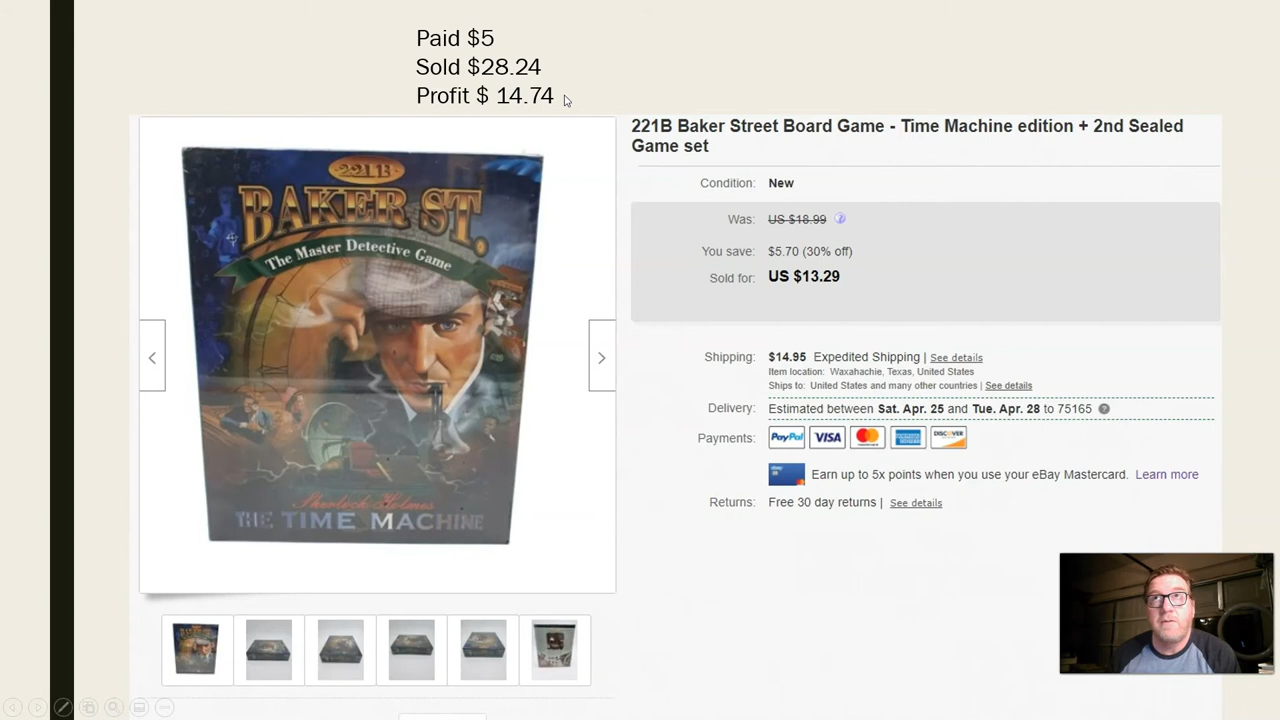 Paid $5
Sold $28.24
Profit $ 14.74
221B Baker Street Board Game - Time Machine edition + 2nd Sealed
Game set
Condition: New
Was: US $18.99
You save: $5.70 (30% off)
Sold for: US $13.29
Shipping: $14.95 Expedited Shipping | See details
Item location: Waxahachie, Texas, United States
Ships to: United States and many other countries | See details
Delivery: Estimated between Sat. Apr. 25 and Tue. Apr. 28 to 75165
Payments: PayPal VISA MasterCard AMERICAN EXPRESS DISCOVER
Earn up to 5x points when you use your eBay Mastercard. Learn more
Returns: Free 30 day returns | See details
221 B
BAKER ST.
The Master Detective Game
Sherlock Holmes
THE TIME MACHINE